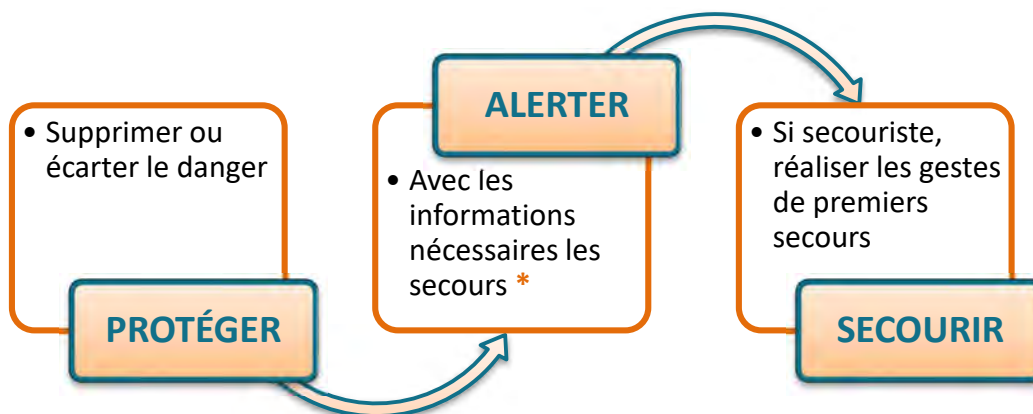 • Supprimer ou
écarter le danger
PROTÉGER
ALERTER
• Avec les
informations
nécessaires les
secours *
• Si secouriste,
réaliser les gestes
de premiers
secours
SECOURIR